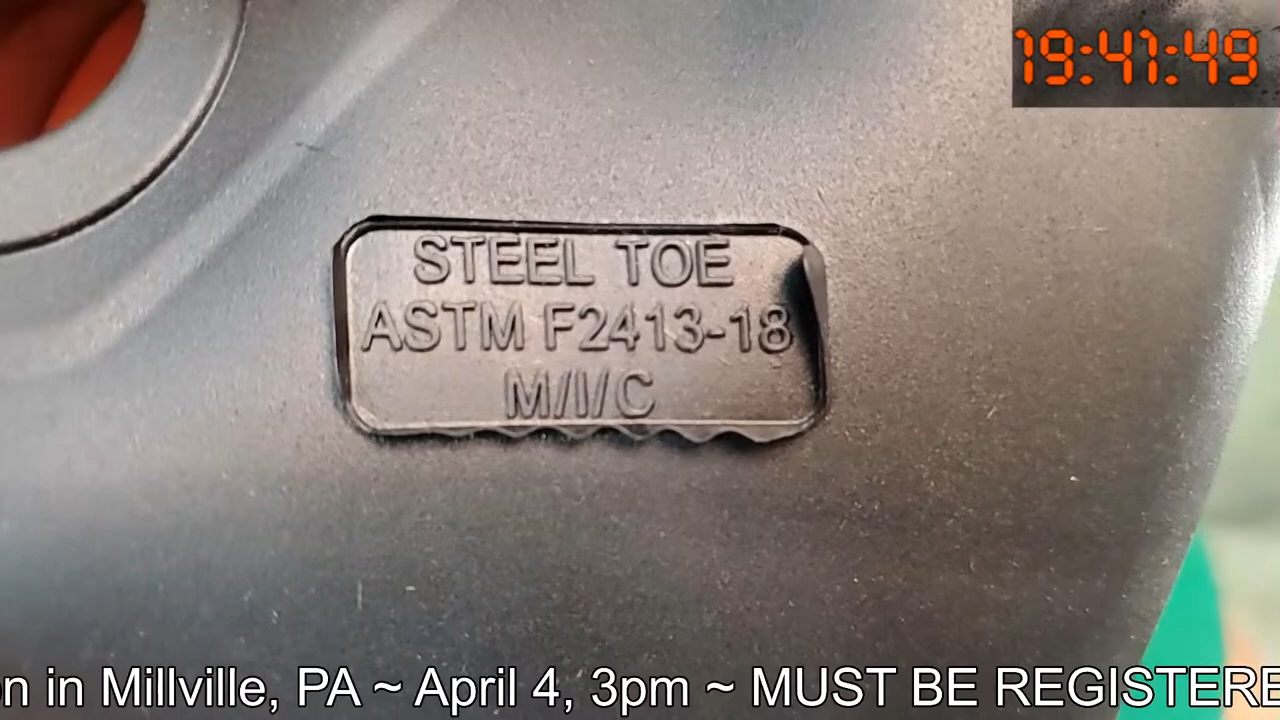 19:41:49
STEEL TOE
ASTM F2413-18
M/I/C
n in Millville, PA ~ April 4, 3pm ~ MUST BE REGISTERE